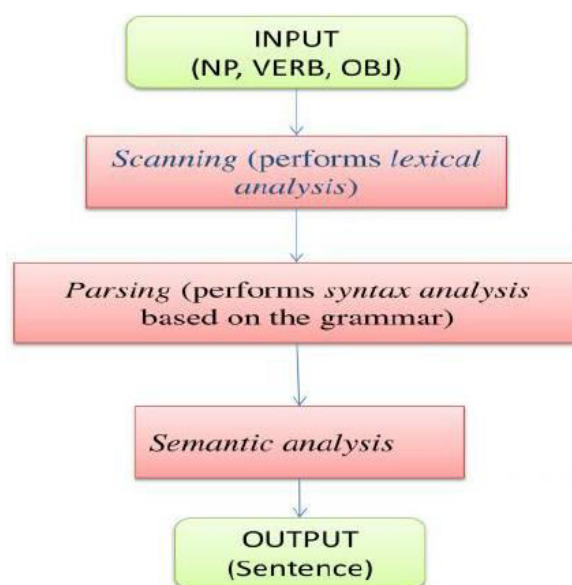 INPUT
(NP, VERB, OBJ)
Scanning (performs lexical
analysis)
Parsing (performs syntax analysis
based on the grammar)
Semantic analysis
OUTPUT
(Sentence)